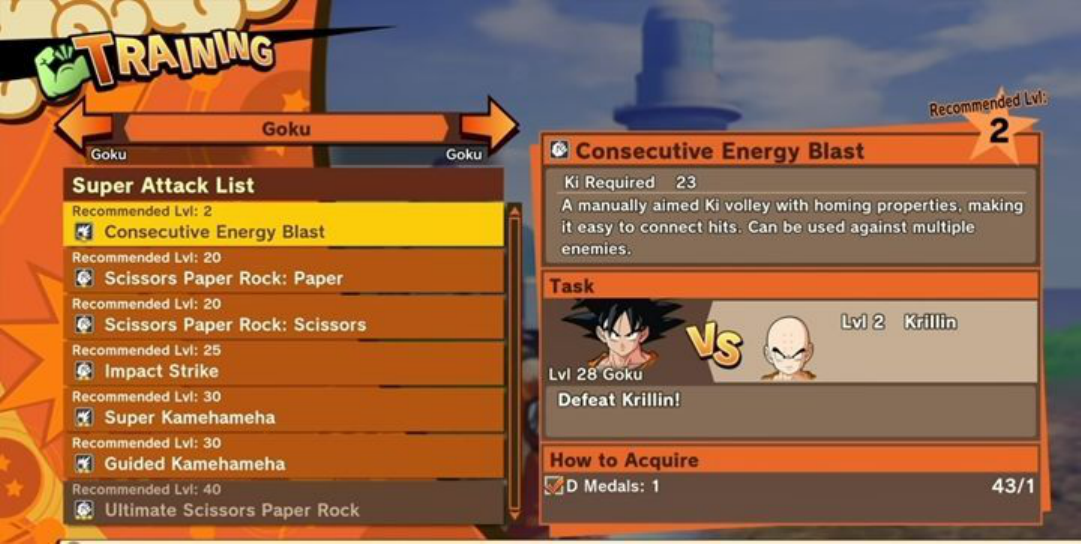 TRAINING
Goku
Goku
Goku
Super Attack List
Recommended Lvl: 2
Consecutive Energy Blast
Recommended Lvl: 20
Scissors Paper Rock: Paper
Recommended Lvl: 20
Scissors Paper Rock: Scissors
Recommended Lvl: 25
Impact Strike
Recommended Lvl: 30
Super Kamehameha
Recommended Lvl: 30
Guided Kamehameha
Recommended Lvl: 40
Ultimate Scissors Paper Rock
Recommended Lvl:
2
Consecutive Energy Blast
Ki Required 23
A manually aimed Ki volley with homing properties, making
it easy to connect hits. Can be used against multiple
enemies.
Task
VS
Lvl 2 Krillin
Lvl 28 Goku
Defeat Krillin!
How to Acquire
D Medals: 1 43/1